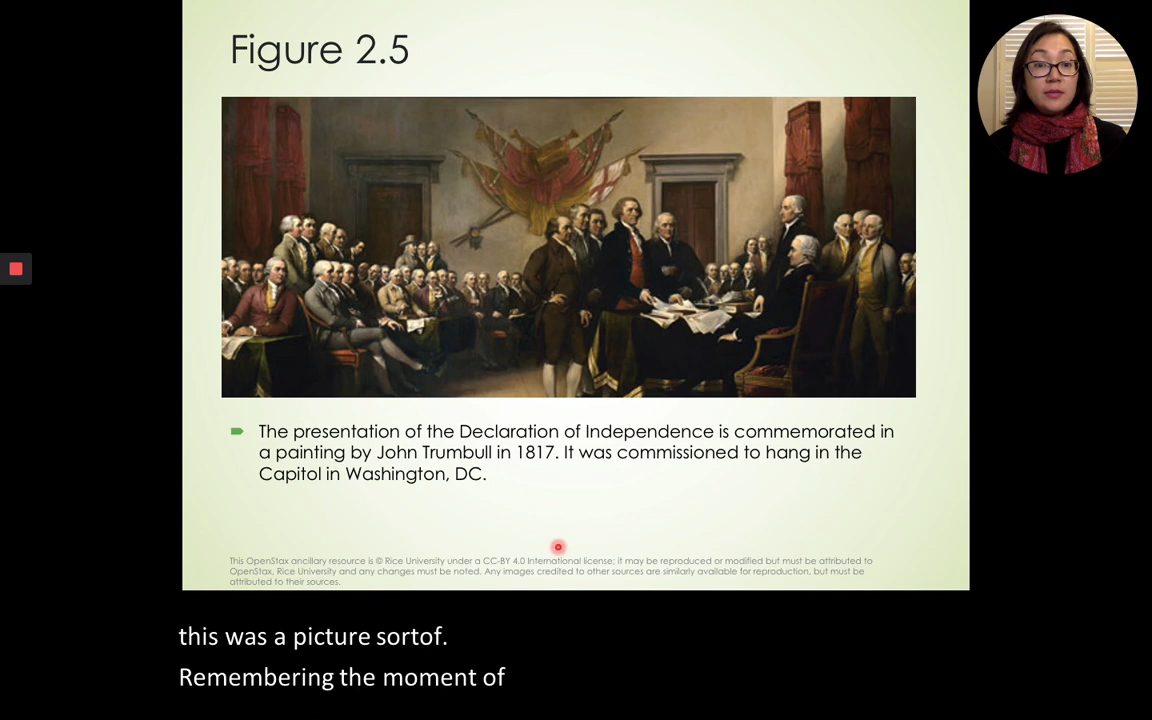 Figure 2.5
The presentation of the Declaration of Independence is commemorated in
a painting by John Trumbull in 1817. It was commissioned to hang in the
Capitol in Washington, DC.
This OpenStax ancillary resource is © Rice University under a CC-BY 4.0 International license; it may be reproduced or modified but must be attributed to
OpenStax, Rice University and any changes must be noted. Any images credited to other sources are similarly available for reproduction, but must be
attributed to their sources.
this was a picture sortof.
Remembering the moment of